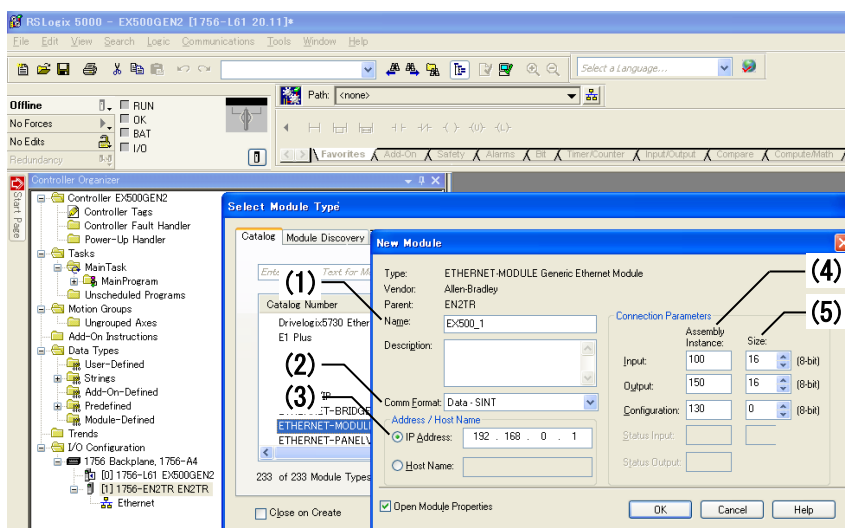 RSLogix 5000 - EX500GEN2 [1756-L61 20.11]*
File Edit View Search Logic Communications Tools Window Help
Select a Language...
Path: <none>
Offline
RUN
No Forces
OK
BAT
No Edits
I/O
Redundancy
Favorites Add-On Safety Alarms Bit Timer/Counter Input/Output Compare Compute/Math
Start Page
Controller Organizer
Controller EX500GEN2
Controller Tags
Controller Fault Handler
Power-Up Handler
Tasks
MainTask
MainProgram
Unscheduled Programs
Motion Groups
Ungrouped Axes
Add-On Instructions
Data Types
User-Defined
Strings
Add-On-Defined
Predefined
Module-Defined
Trends
I/O Configuration
1756 Backplane, 1756-A4
[0] 1756-L61 EX500GEN2
[1] 1756-EN2TR EN2TR
Ethernet
Select Module Type
Catalog Module Discovery
Text for
Catalog Number
Drivelogix5730 Ether
E1 Plus
ETHERNET-BRIDGE
ETHERNET-MODUL
ETHERNET-PANELV
233 of 233 Module Types
Close on Create
New Module
Type: ETHERNET-MODULE Generic Ethernet Module
Vendor: Allen-Bradley
Parent: EN2TR
Name: EX500_1
Description:
Comm Format: Data - SINT
Address / Host Name
IP Address: 192 . 168 . 0 . 1
Host Name:
Connection Parameters
Assembly Instance:
Size:
Input: 100 16 (8-bit)
Output: 150 16 (8-bit)
Configuration: 130 0 (8-bit)
Status Input:
Status Output:
Open Module Properties
OK Cancel Help
(1)
(2)
(3)
(4)
(5)